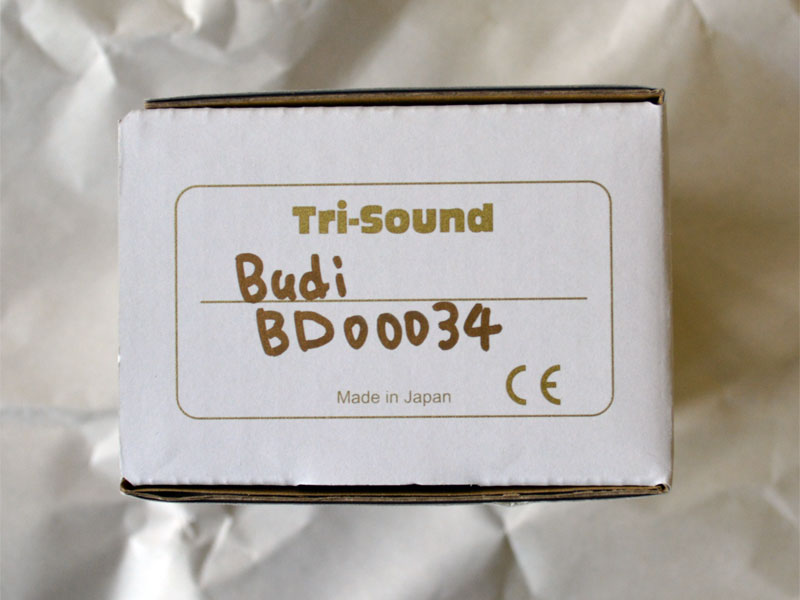 Tri-Sound
Budi
BD00034
Made in Japan
CE